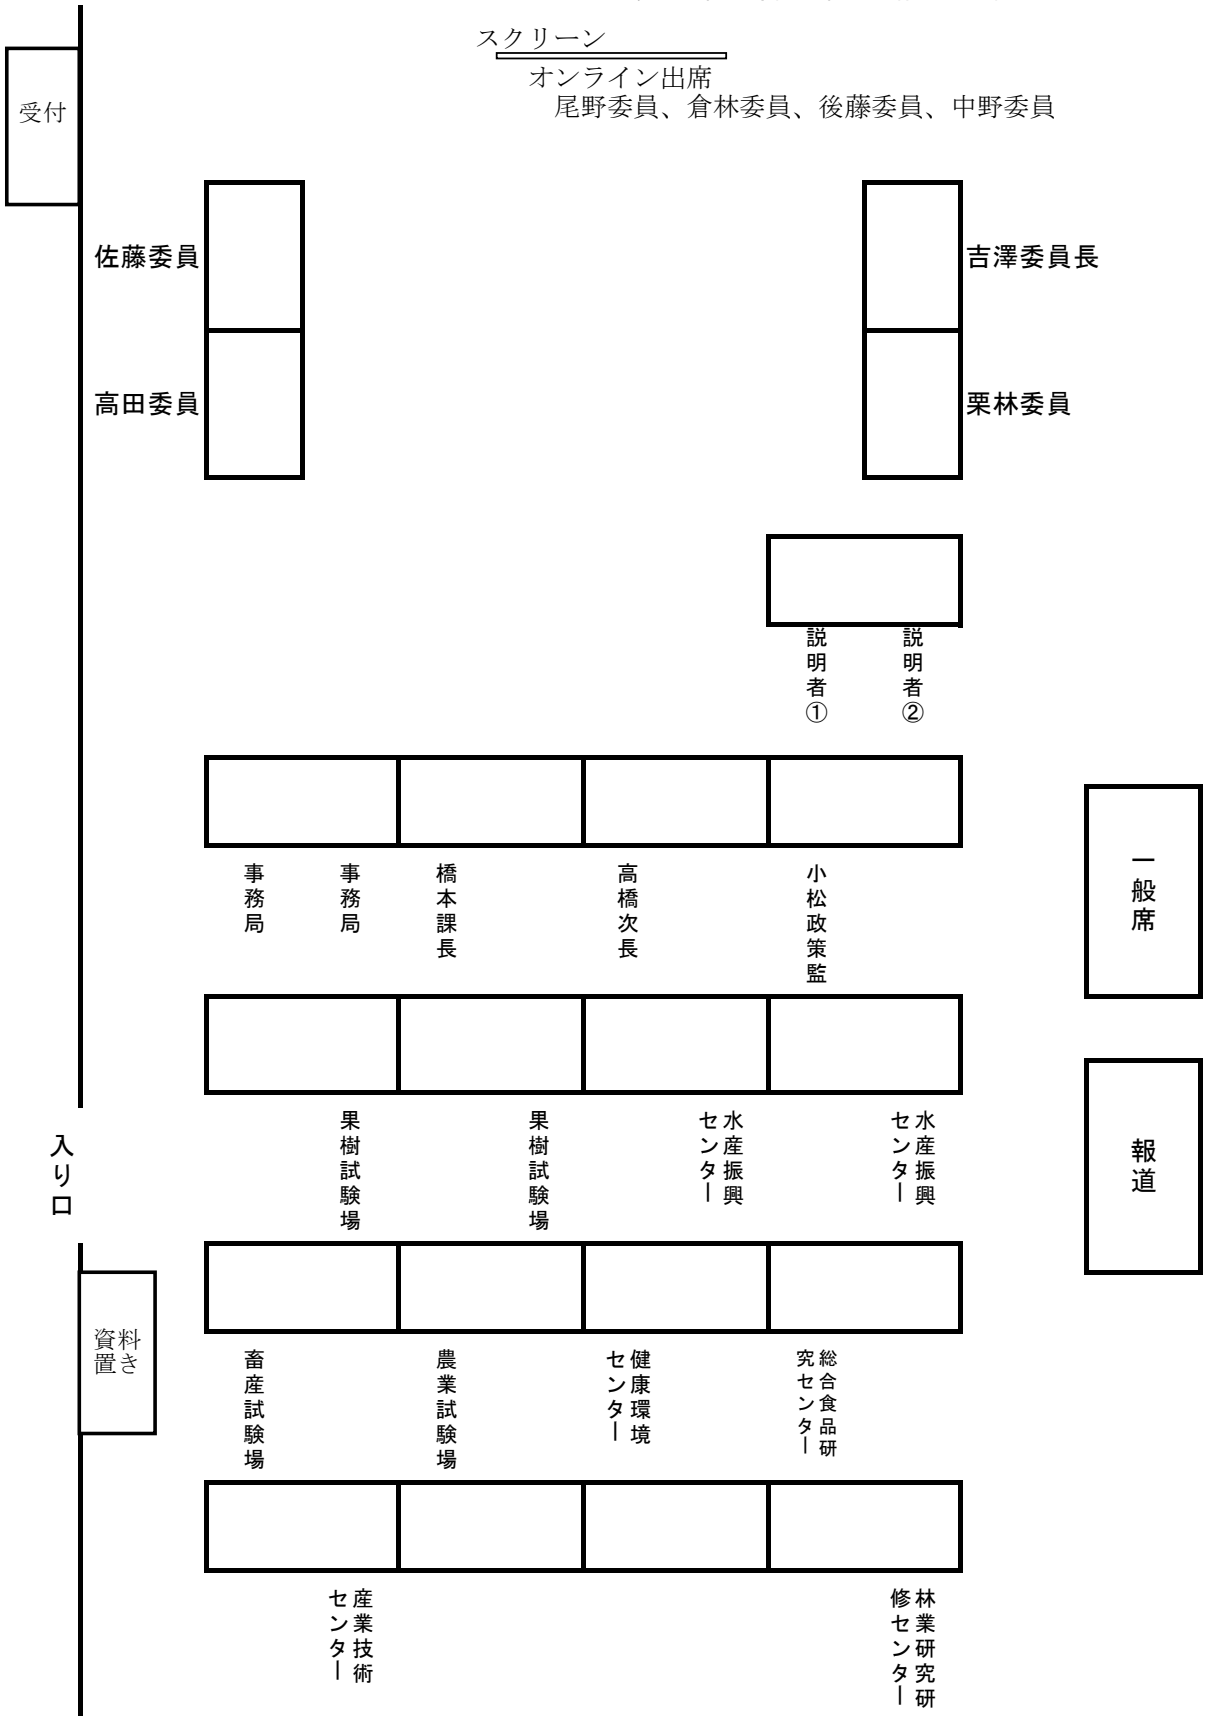 スクリーン
オンライン出席
尾野委員、倉林委員、後藤委員、中野委員
受付
佐藤委員
吉澤委員長
高田委員
栗林委員
説明者①
説明者②
事務局
事務局
橋本課長
高橋次長
小松政策監
一般席
果樹試験場
果樹試験場
水産振興
センター
水産振興
センター
報道
入り口
資料
置き
畜産試験場
農業試験場
健康環境
センター
総合食品研
究センター
産業技術
センター
林業研究研
修センター